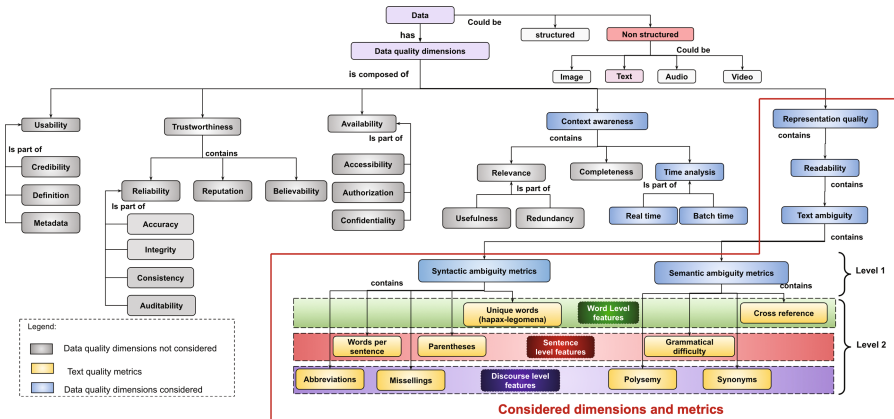 Data
Could be
structured
Non structured
has
Data quality dimensions
Could be
Image
Text
Audio
Video
is composed of
Usability
Trustworthiness
Availability
Context awareness
Representation quality
Is part of
contains
Is part of
contains
contains
Credibility
Definition
Metadata
Reliability
Reputation
Believability
Accessibility
Authorization
Confidentiality
Relevance
Completeness
Time analysis
Readability
Is part of
Is part of
Is part of
contains
Accuracy
Integrity
Consistency
Auditability
Usefulness
Redundancy
Real time
Batch time
Text ambiguity
contains
Syntactic ambiguity metrics
Semantic ambiguity metrics
Level 1
contains
contains
Unique words
(hapax-legomena)
Word Level
features
Cross reference
Words per
sentence
Parentheses
Sentence
level features
Grammatical
difficulty
Level 2
Abbreviations
Missellings
Discourse level
features
Polysemy
Synonyms
Legend:
Data quality dimensions not considered
Text quality metrics
Data quality dimensions considered
Considered dimensions and metrics